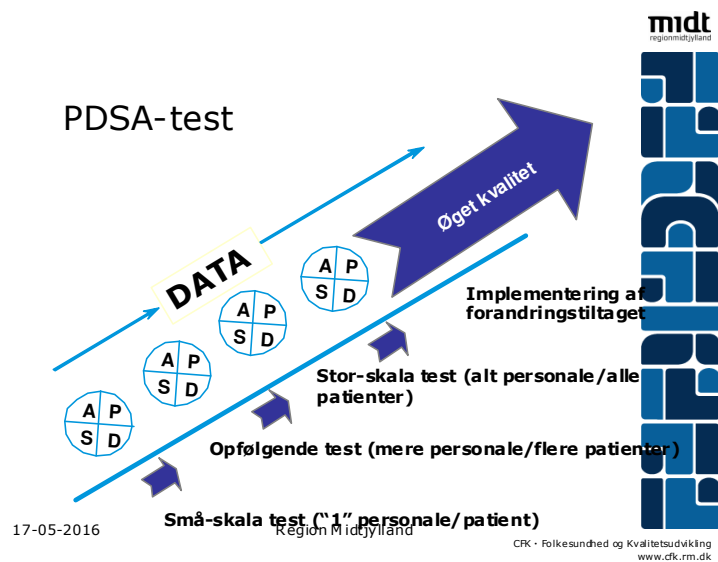 midt
regionmidtjylland
PDSA-test
Øget kvalitet
DATA
A P
S D
A P
S D
A P
S D
A P
S D
Implementering af
forandringstiltaget
Stor-skala test (alt personale/alle
patienter)
Opfølgende test (mere personale/flere patienter)
Små-skala test (“1” personale/patient)
17-05-2016
Region Midtjylland
CFK · Folkesundhed og Kvalitetsudvikling
www.cfk.rm.dk